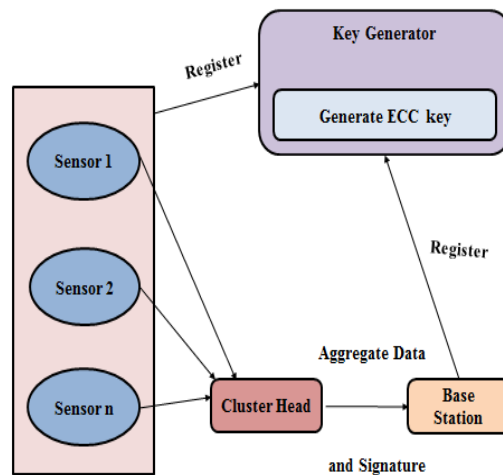 Key Generator
Register
Generate ECC key
Sensor 1
Register
Sensor 2
Aggregate Data
Sensor n
Cluster Head
Base
Station
and Signature